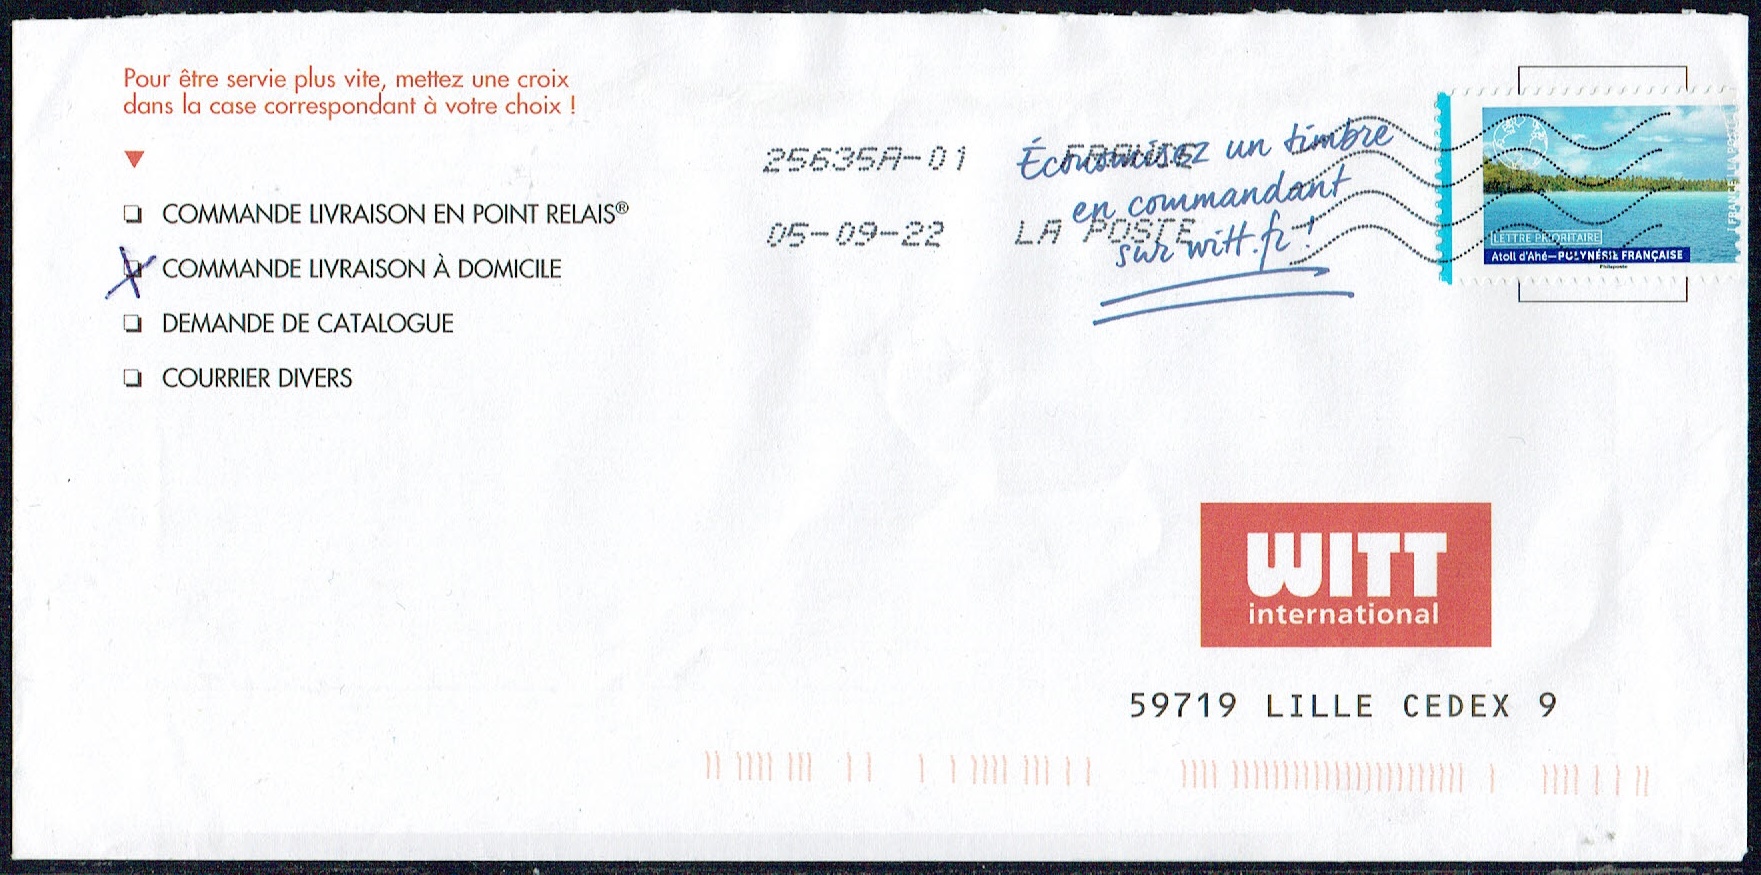 Pour être servie plus vite, mettez une croix
dans la case correspondant à votre choix !
COMMANDE LIVRAISON EN POINT RELAIS®
COMMANDE LIVRAISON À DOMICILE
DEMANDE DE CATALOGUE
COURRIER DIVERS
25635A-01 FRANCE
05-09-22 LA POSTE
Économisez un timbre
en commandant
sur witt.fr !
FRANCE LA POSTE
LETTRE PRIORITAIRE
Atoll d'Ahé—POLYNÉSIE FRANÇAISE
Philaposte
WITT
international
59719 LILLE CEDEX 9